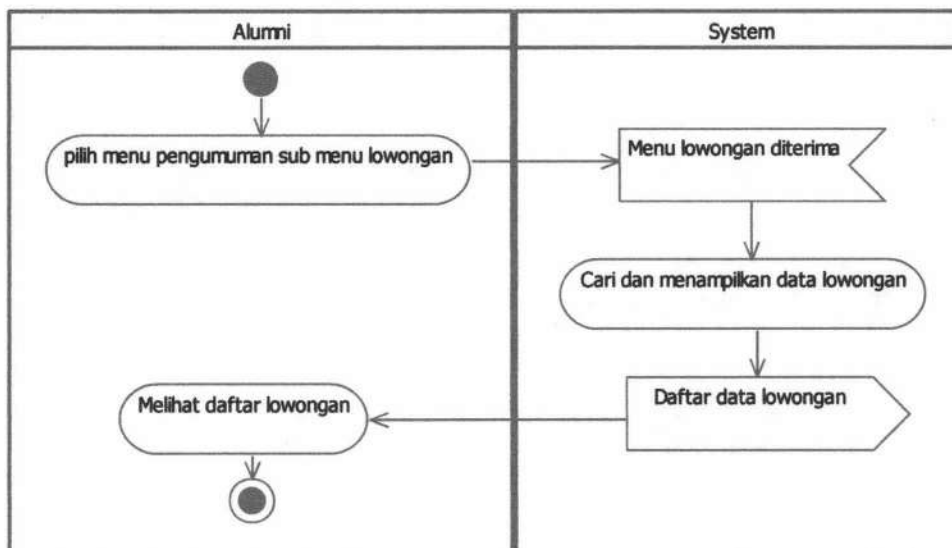 Alumni
System
pilih menu pengumuman sub menu lowongan
Menu lowongan diterima
Cari dan menampilkan data lowongan
Daftar data lowongan
Melihat daftar lowongan